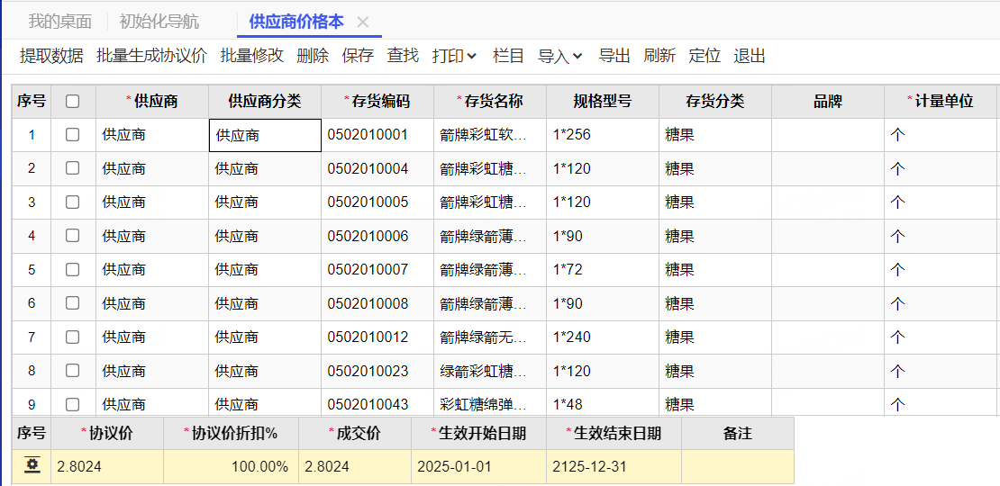 我的桌面 初始化导航 供应商价格本
提取数据 批量生成协议价 批量修改 删除 保存 查找 打印 栏目 导入 导出 刷新 定位 退出
序号 *供应商 供应商分类 *存货编码 *存货名称 规格型号 存货分类 品牌 *计量单位
1 供应商 供应商 0502010001 箭牌彩虹软... 1*256 糖果 个
2 供应商 供应商 0502010004 箭牌彩虹糖... 1*120 糖果 个
3 供应商 供应商 0502010005 箭牌彩虹糖... 1*120 糖果 个
4 供应商 供应商 0502010006 箭牌绿箭薄... 1*90 糖果 个
5 供应商 供应商 0502010007 箭牌绿箭薄... 1*72 糖果 个
6 供应商 供应商 0502010008 箭牌绿箭薄... 1*90 糖果 个
7 供应商 供应商 0502010012 箭牌绿箭无... 1*240 糖果 个
8 供应商 供应商 0502010023 绿箭彩虹糖... 1*120 糖果 个
9 供应商 供应商 0502010043 彩虹糖绵弹... 1*48 糖果 个
序号 *协议价 *协议价折扣% *成交价 *生效开始日期 *生效结束日期 备注
2.8024 100.00% 2.8024 2025-01-01 2125-12-31